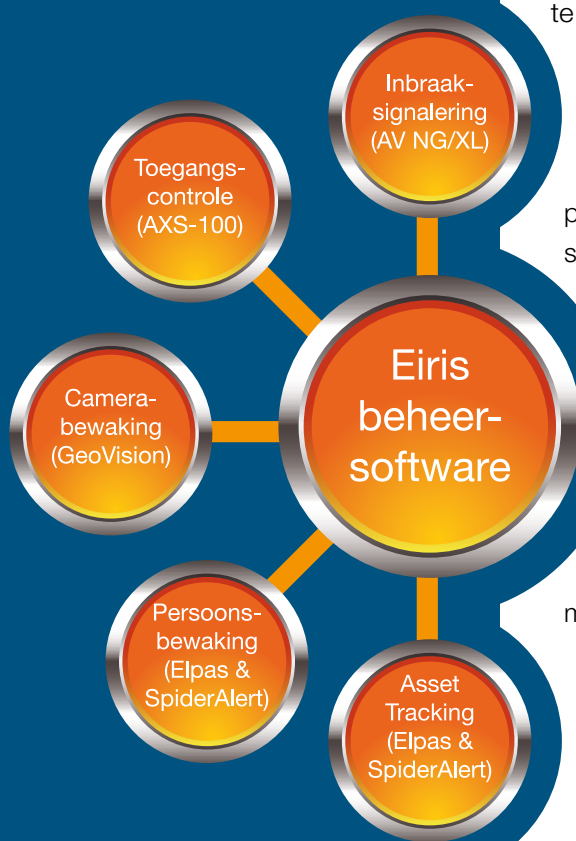 te
Inbraak-
signalering
(AV NG/XL)
Toegangs-
controle
(AXS-100)
p
s
Eiris
beheer-
software
Camera-
bewaking
(GeoVision)
Persoons-
bewaking
(Elpas &
SpiderAlert)
m
Asset
Tracking
(Elpas &
SpiderAlert)